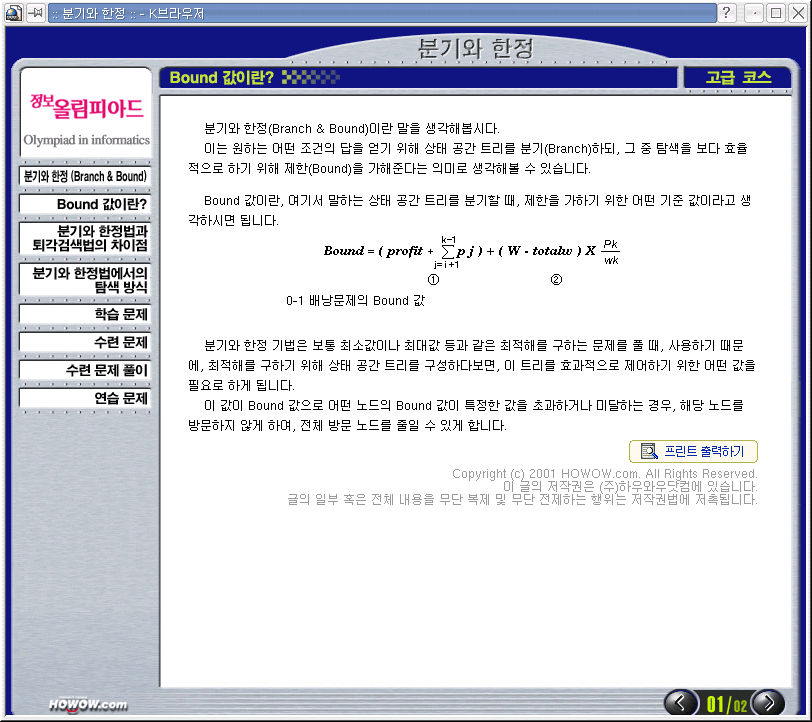 :: 분기와 한정 :: - K브라우저
분기와 한정
Bound 값이란?
고급 코스
정보올림피아드
Olympiad in informatics
분기와 한정 (Branch & Bound)
Bound 값이란?
분기와 한정법과
퇴각검색법의 차이점
분기와 한정법에서의
탐색 방식
학습 문제
수련 문제
수련 문제 풀이
연습 문제
분기와 한정(Branch & Bound)이란 말을 생각해봅시다.
이는 원하는 어떤 조건의 답을 얻기 위해 상태 공간 트리를 분기(Branch)하되, 그 중 탐색을 보다 효율
적으로 하기 위해 제한(Bound)을 가해준다는 의미로 생각해볼 수 있습니다.
Bound 값이란, 여기서 말하는 상태 공간 트리를 분기할 때, 제한을 가하기 위한 어떤 기준 값이라고 생
각하시면 됩니다.
Bound = ( profit + k-1 ∑ j=i+1 p j ) + ( W - totalw ) X Pk/wk
① ②
0-1 배낭문제의 Bound 값
분기와 한정 기법은 보통 최소값이나 최대값 등과 같은 최적해를 구하는 문제를 풀 때, 사용하기 때문
에, 최적해를 구하기 위해 상태 공간 트리를 구성하다보면, 이 트리를 효과적으로 제어하기 위한 어떤 값을
필요로 하게 됩니다.
이 값이 Bound 값으로 어떤 노드의 Bound 값이 특정한 값을 초과하거나 미달하는 경우, 해당 노드를
방문하지 않게 하며, 전체 방문 노드를 줄일 수 있게 합니다.
프린트 출력하기
Copyright (c) 2001 HOWOW.com. All Rights Reserved.
이 글의 저작권은 (주)하우와우닷컴에 있습니다.
글의 일부 혹은 전체 내용을 무단 복제 및 무단 전제하는 행위는 저작권법에 저촉됩니다.
HOWOW.com
01/02